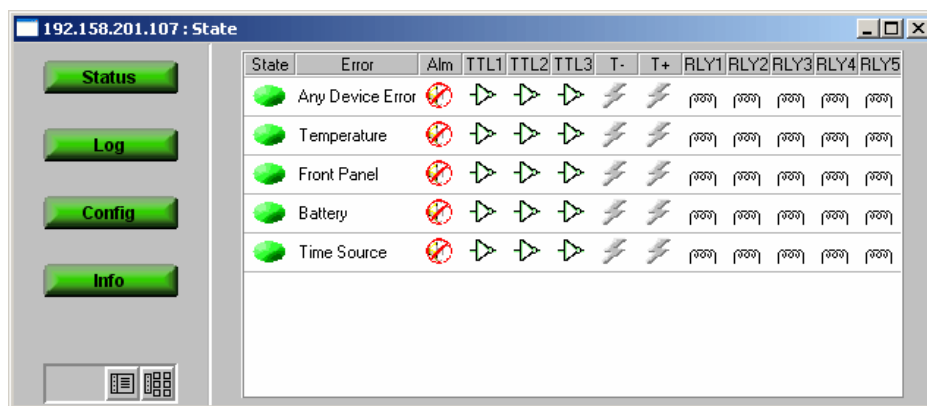 192.158.201.107 : State
Status
Log
Config
Info
State Error Alm TTL1 TTL2 TTL3 T- T+ RLY1 RLY2 RLY3 RLY4 RLY5
Any Device Error
Temperature
Front Panel
Battery
Time Source